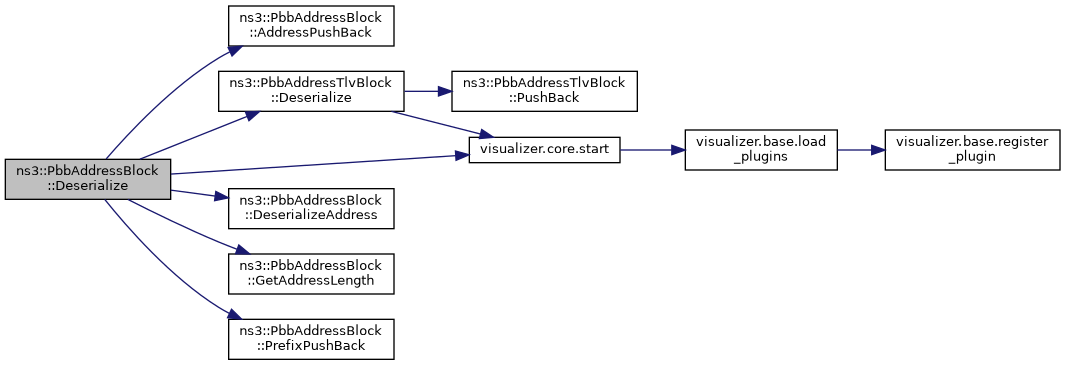 ns3::PbbAddressBlock
::Deserialize
ns3::PbbAddressBlock
::AddressPushBack
ns3::PbbAddressTlvBlock
::Deserialize
ns3::PbbAddressTlvBlock
::PushBack
visualizer.core.start
visualizer.base.load
_plugins
visualizer.base.register
_plugin
ns3::PbbAddressBlock
::DeserializeAddress
ns3::PbbAddressBlock
::GetAddressLength
ns3::PbbAddressBlock
::PrefixPushBack